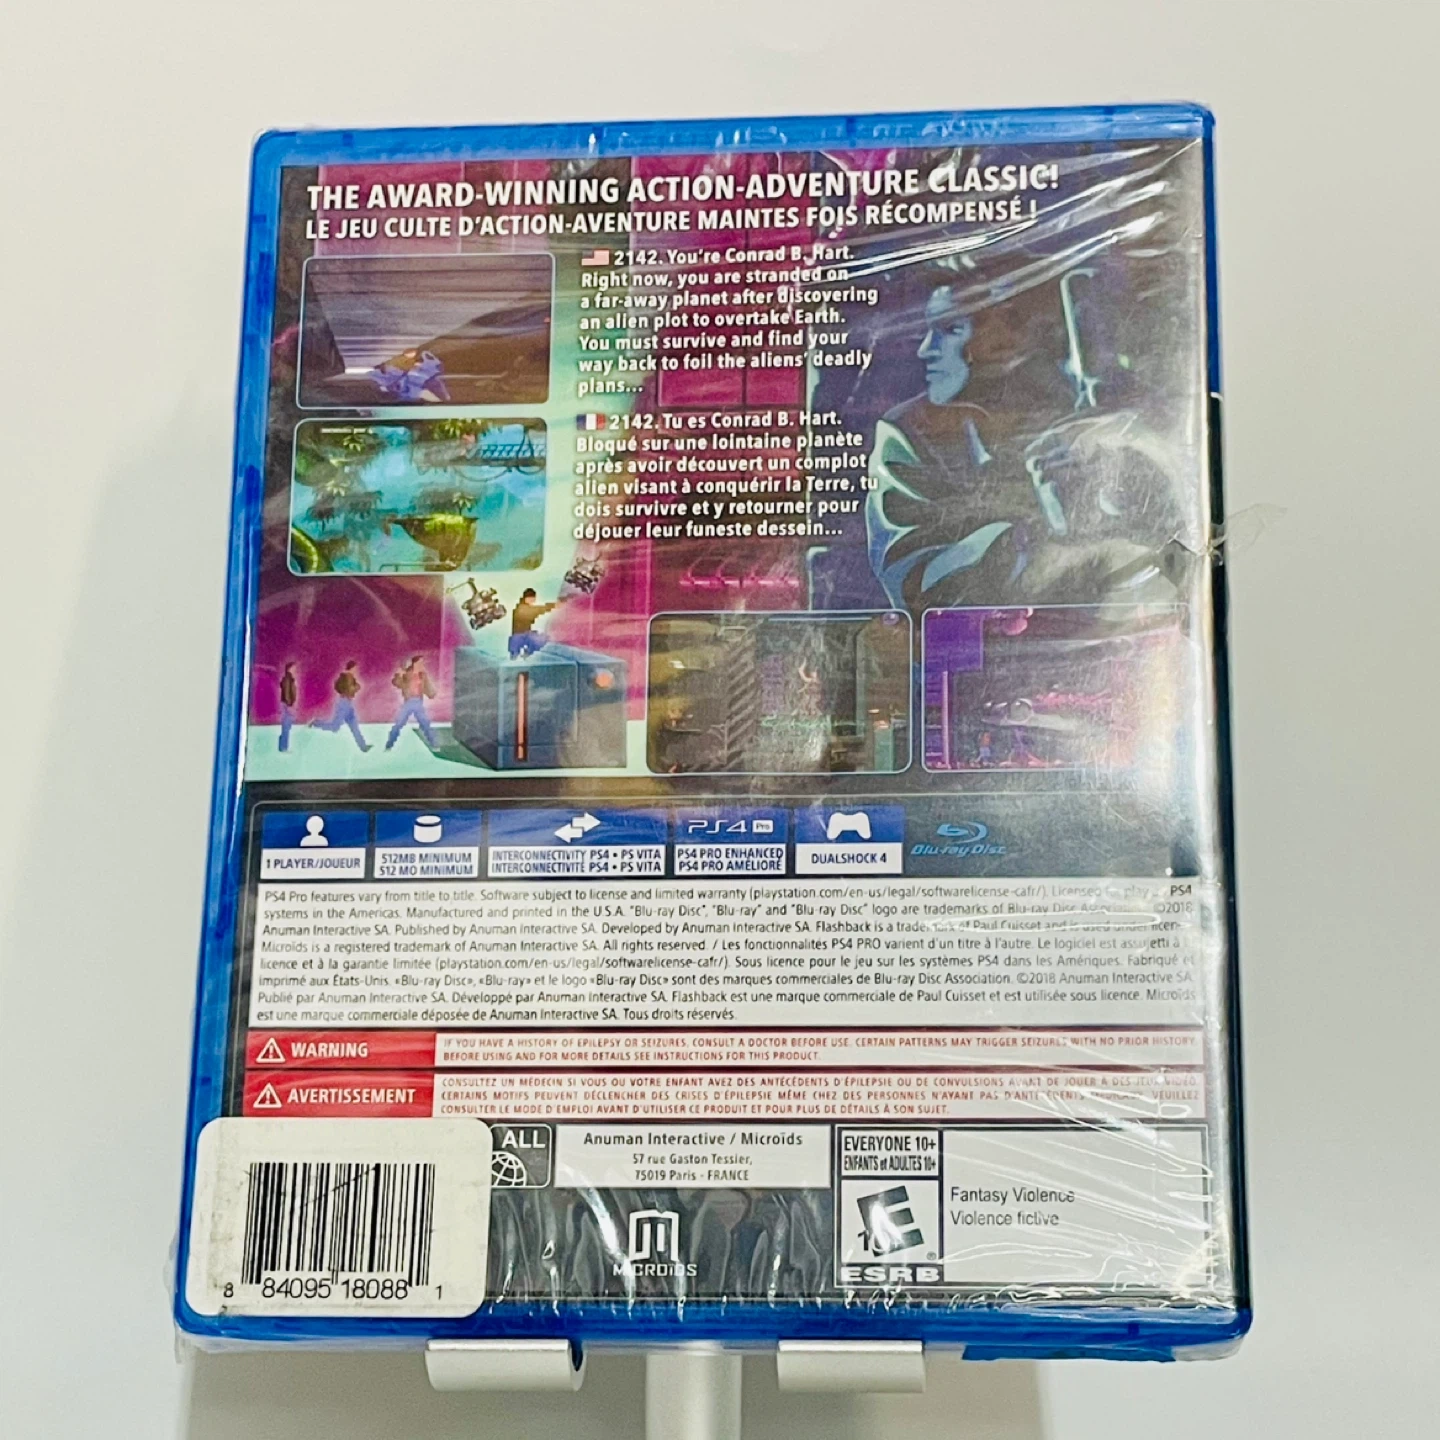 THE AWARD-WINNING ACTION-ADVENTURE CLASSIC!
LE JEU CULTE D'ACTION-AVENTURE MAINTES FOIS RÉCOMPENSÉ !
2142. You're Conrad B. Hart.
Right now, you are stranded on
a far-away planet after discovering
an alien plot to overtake Earth.
You must survive and find your
way back to foil the aliens' deadly
plans...
2142. Tu es Conrad B. Hart.
Bloqué sur une lointaine planète
après avoir découvert un complot
alien visant à conquérir la Terre, tu
dois survivre et y retourner pour
déjouer leur funeste dessein...
1 PLAYER/JOUEUR
512MB MINIMUM
512 MO MINIMUM
INTERCONNECTIVITY PS4 • PS VITA
INTERCONNECTIVITÉ PS4 • PS VITA
PS4 Pro
PS4 PRO ENHANCED
PS4 PRO AMÉLIORÉ
DUALSHOCK 4
Blu-ray Disc
PS4 Pro features vary from title to title. Software subject to license and limited warranty (playstation.com/en-us/legal/softwarelicense-cafr/). Licensed for play PS4
systems in the Americas. Manufactured and printed in the U.S.A. "Blu-ray Disc", "Blu-ray" and "Blu-ray Disc" logo are trademarks of Blu-ray Disc ©2018
Anuman Interactive SA. Published by Anuman Interactive SA. Developed by Anuman Interactive SA. Flashback is a trademark of Paul Cuisset and is used under licen
Microïds is a registered trademark of Anuman Interactive SA. All rights reserved. / Les fonctionnalités PS4 PRO varient d'un titre à l'autre. Le logiciel est assujetti à
licence et à la garantie limitée (playstation.com/en-us/legal/softwarelicense-cafr/). Sous licence pour le jeu sur les systèmes PS4 dans les Amériques. Fabriqué et
imprimé aux États-Unis. «Blu-ray Disc», «Blu-ray» et le logo «Blu-ray Disc» sont des marques commerciales de Blu-ray Disc Association. ©2018 Anuman Interactive SA.
Publié par Anuman Interactive SA. Développé par Anuman Interactive SA. Flashback est une marque commerciale de Paul Cuisset et est utilisée sous licence. Microïds
est une marque commerciale déposée de Anuman Interactive SA. Tous droits réservés.
WARNING
IF YOU HAVE A HISTORY OF EPILEPSY OR SEIZURES, CONSULT A DOCTOR BEFORE USE. CERTAIN PATTERNS MAY TRIGGER SEIZURES WITH NO PRIOR HISTORY.
BEFORE USING AND FOR MORE DETAILS SEE INSTRUCTIONS FOR THIS PRODUCT.
AVERTISSEMENT
CONSULTEZ UN MÉDECIN SI VOUS OU VOTRE ENFANT AVEZ DES ANTÉCÉDENTS D'ÉPILEPSIE OU DE CONVULSIONS AVANT DE JOUER À DES JEUX VIDÉO.
CERTAINS MOTIFS PEUVENT DÉCLENCHER DES CRISES D'ÉPILEPSIE MÊME CHEZ DES PERSONNES N'AYANT PAS D'ANTÉCÉDENTS MÉDICAUX. VEUILLEZ
CONSULTER LE MODE D'EMPLOI AVANT D'UTILISER CE PRODUIT ET POUR PLUS DE DÉTAILS À SON SUJET.
ALL
Anuman Interactive / Microïds
57 rue Gaston Tessier,
75019 Paris - FRANCE
MICROÏDS
EVERYONE 10+
ENFANTS et ADULTES 10+
E
10+
ESRB
Fantasy Violence
Violence fictive
8 84095 18088 1